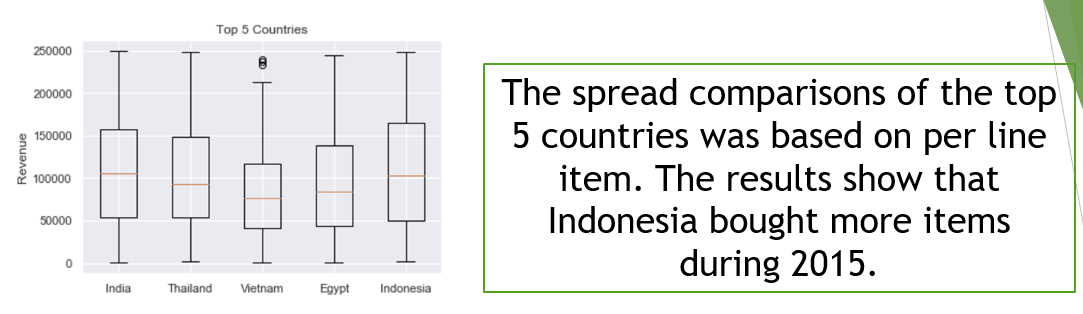 Top 5 Countries
250000
200000
150000
100000
50000
0
Revenue
India Thailand Vietnam Egypt Indonesia
The spread comparisons of the top
5 countries was based on per line
item. The results show that
Indonesia bought more items
during 2015.